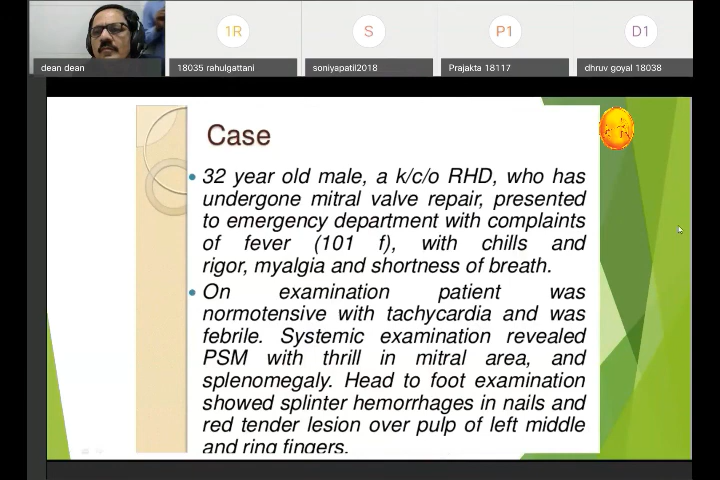 1R
S
P1
D1
dean dean
18035 rahulgattani
soniyapatil2018
Prajakta 18117
dhruv goyal 18038
Case
32 year old male, a k/c/o RHD, who has
undergone mitral valve repair, presented
to emergency department with complaints
of fever (101 f), with chills and
rigor, myalgia and shortness of breath.
On examination patient was
normotensive with tachycardia and was
febrile. Systemic examination revealed
PSM with thrill in mitral area, and
splenomegaly. Head to foot examination
showed splinter hemorrhages in nails and
red tender lesion over pulp of left middle
and ring fingers.